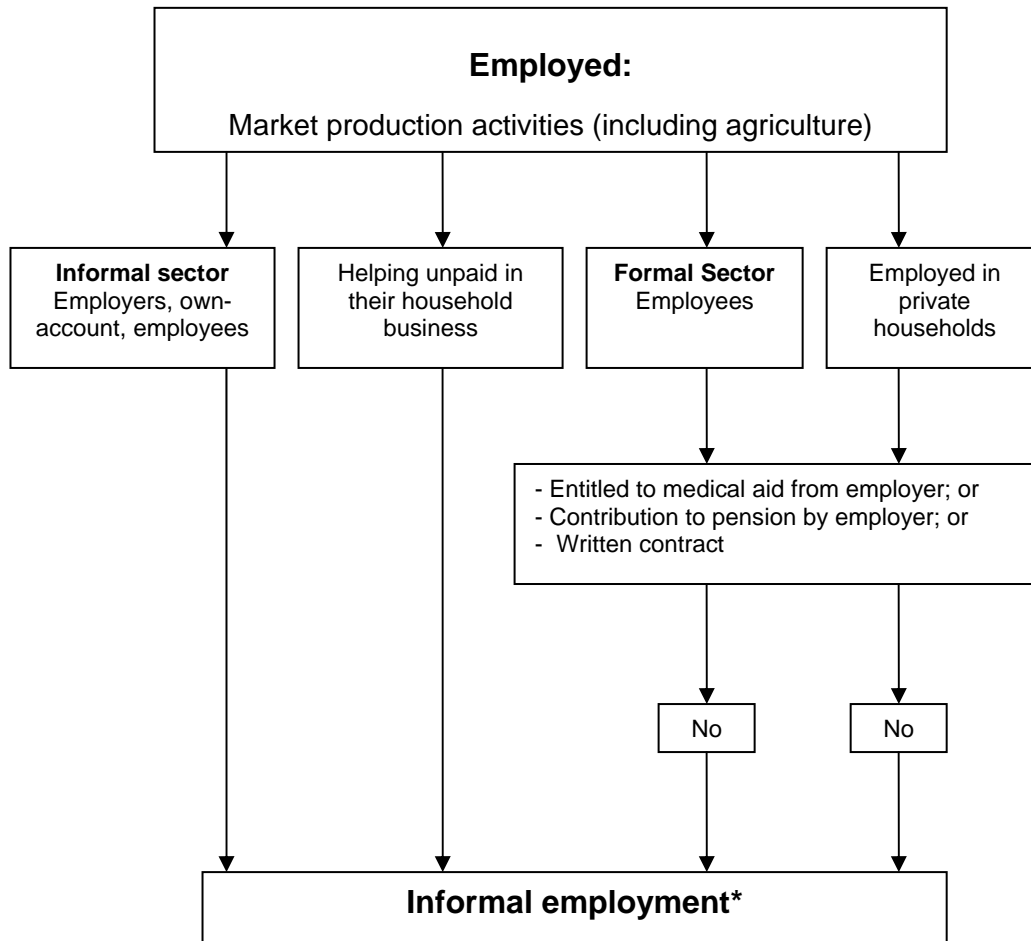 Employed:
Market production activities (including agriculture)
Informal sector
Employers, own-
account, employees
Helping unpaid in
their household
business
Formal Sector
Employees
Employed in
private
households
- Entitled to medical aid from employer; or
- Contribution to pension by employer; or
- Written contract
No
No
Informal employment*